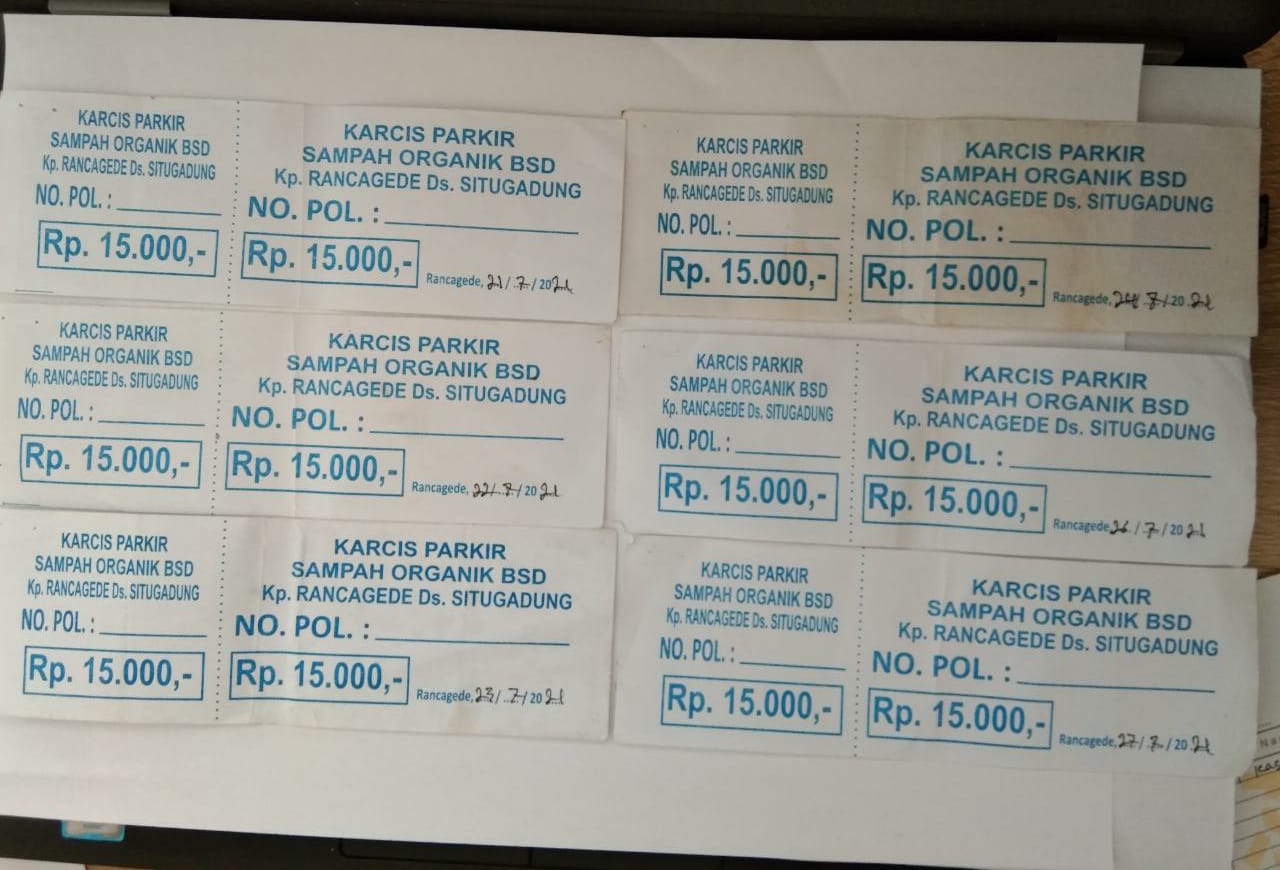 KARCIS PARKIR
SAMPAH ORGANIK BSD
Kp. RANCAGEDE Ds. SITUGADUNG
NO. POL. :
Rp. 15.000,-
KARCIS PARKIR
SAMPAH ORGANIK BSD
Kp. RANCAGEDE Ds. SITUGADUNG
NO. POL. :
Rp. 15.000,-
Rancagede, 21/7/2021
KARCIS PARKIR
SAMPAH ORGANIK BSD
Kp. RANCAGEDE Ds. SITUGADUNG
NO. POL. :
Rp. 15.000,-
KARCIS PARKIR
SAMPAH ORGANIK BSD
Kp. RANCAGEDE Ds. SITUGADUNG
NO. POL. :
Rp. 15.000,-
Rancagede, 22/7/2021
KARCIS PARKIR
SAMPAH ORGANIK BSD
Kp. RANCAGEDE Ds. SITUGADUNG
NO. POL. :
Rp. 15.000,-
KARCIS PARKIR
SAMPAH ORGANIK BSD
Kp. RANCAGEDE Ds. SITUGADUNG
NO. POL. :
Rp. 15.000,-
Rancagede, 23/7/2021
KARCIS PARKIR
SAMPAH ORGANIK BSD
Kp. RANCAGEDE Ds. SITUGADUNG
NO. POL. :
Rp. 15.000,-
KARCIS PARKIR
SAMPAH ORGANIK BSD
Kp. RANCAGEDE Ds. SITUGADUNG
NO. POL. :
Rp. 15.000,-
Rancagede, 24/7/2021
KARCIS PARKIR
SAMPAH ORGANIK BSD
Kp. RANCAGEDE Ds. SITUGADUNG
NO. POL. :
Rp. 15.000,-
KARCIS PARKIR
SAMPAH ORGANIK BSD
Kp. RANCAGEDE Ds. SITUGADUNG
NO. POL. :
Rp. 15.000,-
Rancagede, 26/7/2021
KARCIS PARKIR
SAMPAH ORGANIK BSD
Kp. RANCAGEDE Ds. SITUGADUNG
NO. POL. :
Rp. 15.000,-
KARCIS PARKIR
SAMPAH ORGANIK BSD
Kp. RANCAGEDE Ds. SITUGADUNG
NO. POL. :
Rp. 15.000,-
Rancagede, 27/7/2021